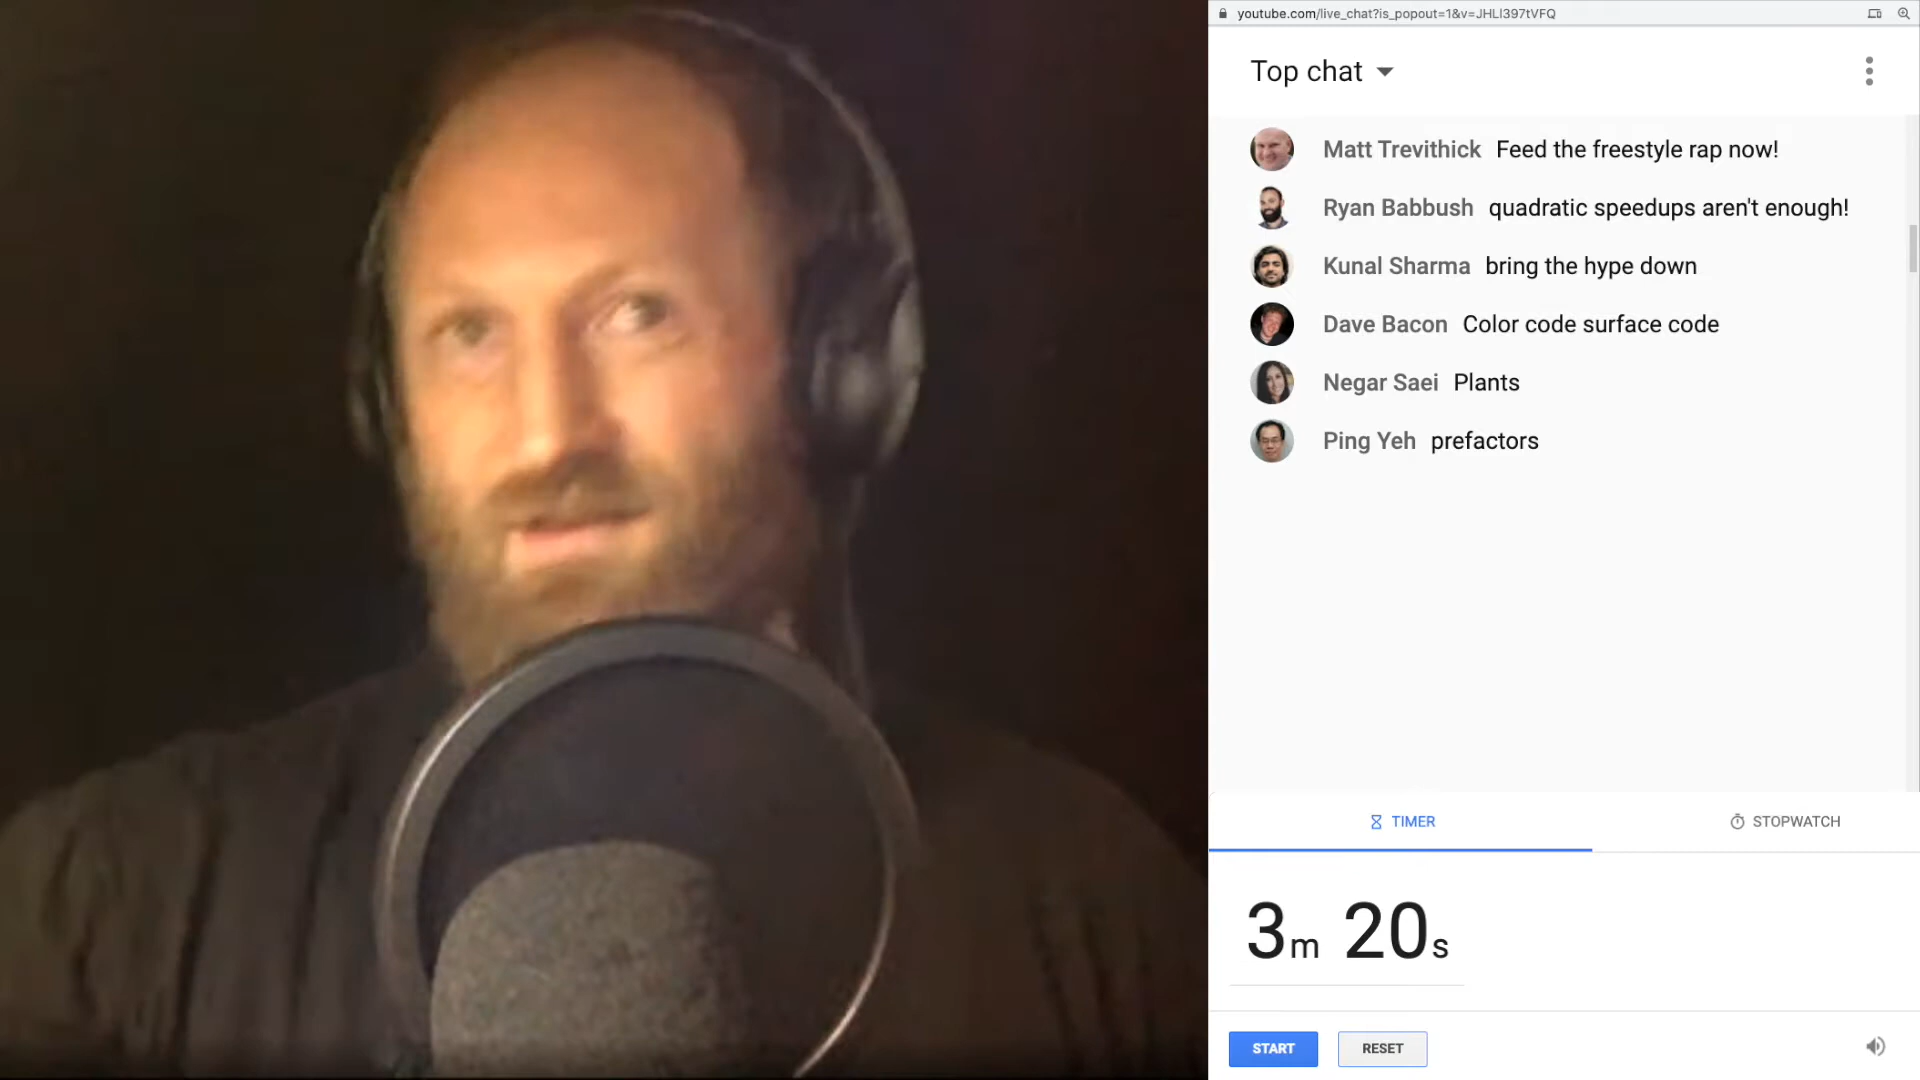 youtube.com/live_chat?is_popout=1&v=JHLI397tVFQ
Top chat
Matt Trevithick Feed the freestyle rap now!
Ryan Babbush quadratic speedups aren't enough!
Kunal Sharma bring the hype down
Dave Bacon Color code surface code
Negar Saei Plants
Ping Yeh prefactors
TIMER STOPWATCH
3m 20s
START RESET